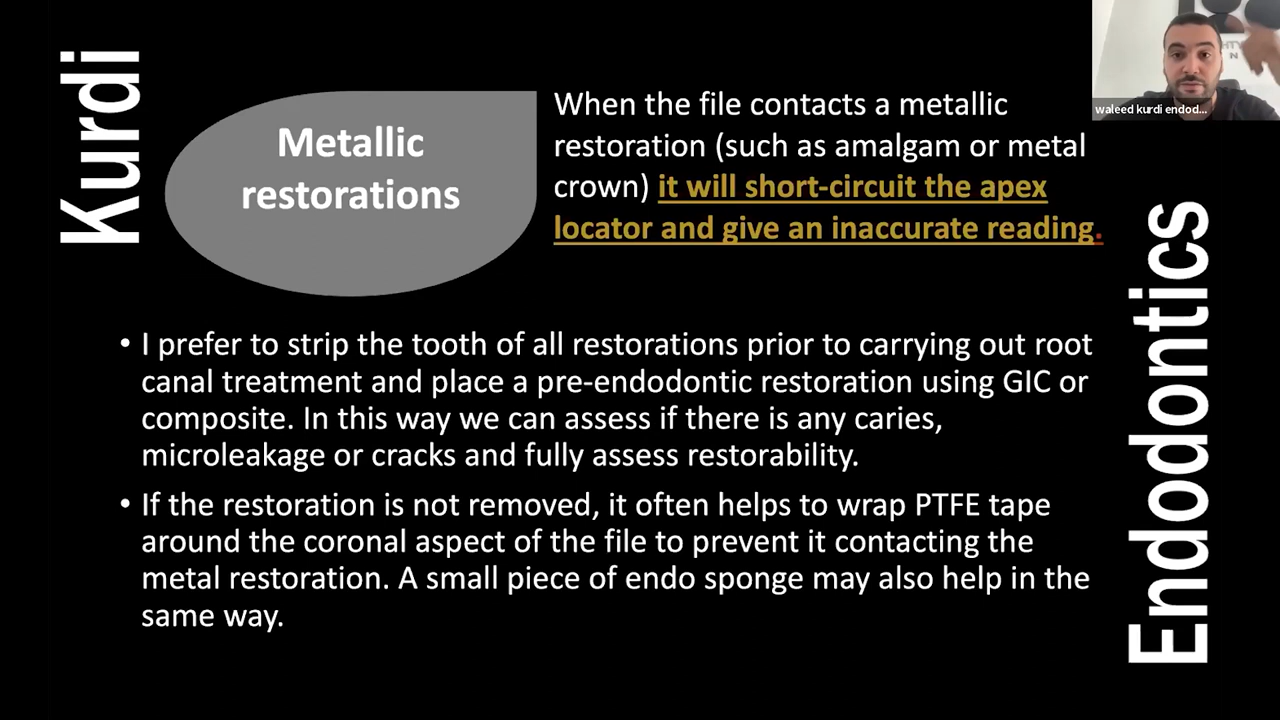 Kurdi
Metallic
restorations
When the file contacts a metallic
restoration (such as amalgam or metal
crown) it will short-circuit the apex
locator and give an inaccurate reading.
waleed kurdi endod...
• I prefer to strip the tooth of all restorations prior to carrying out root
canal treatment and place a pre-endodontic restoration using GIC or
composite. In this way we can assess if there is any caries,
microleakage or cracks and fully assess restorability.
• If the restoration is not removed, it often helps to wrap PTFE tape
around the coronal aspect of the file to prevent it contacting the
metal restoration. A small piece of endo sponge may also help in the
same way.
Endodontics